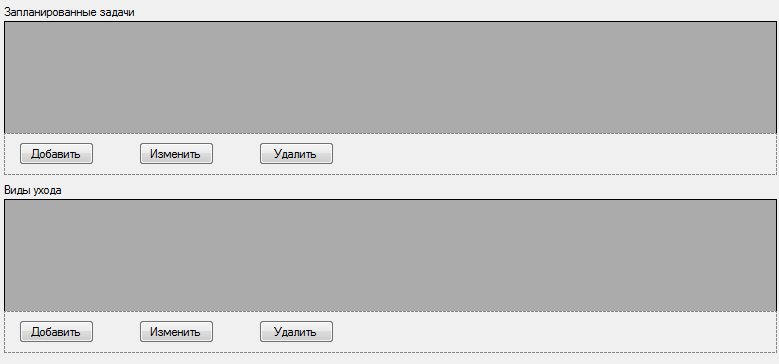 Запланированные задачи
Добавить Изменить Удалить
Виды ухода
Добавить Изменить Удалить